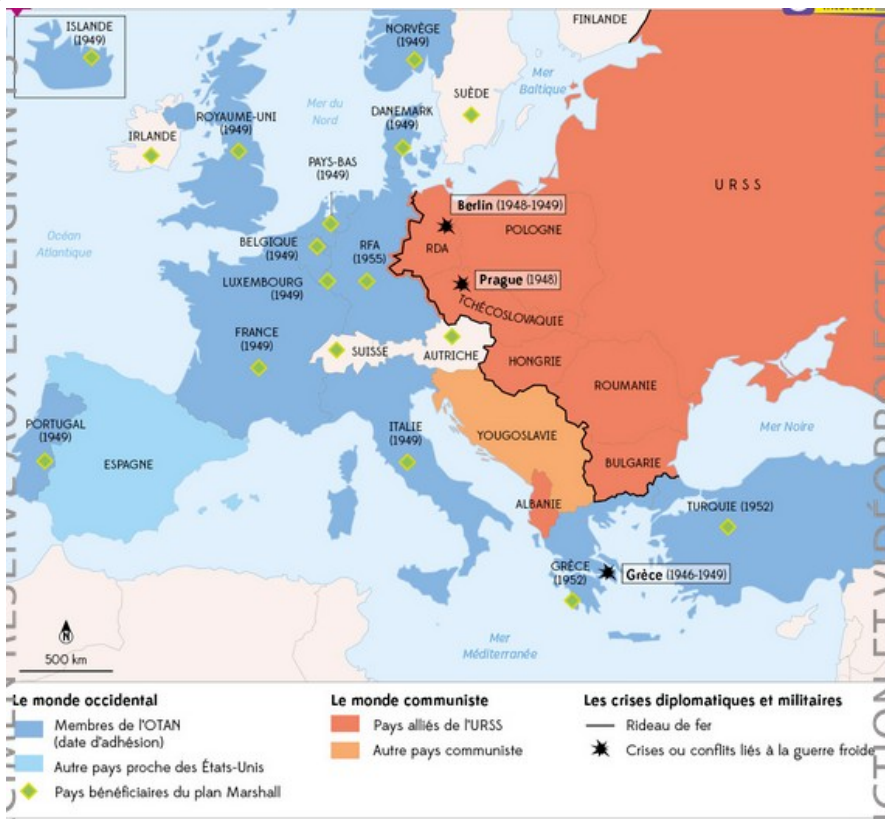 ISLANDE
(1949)
NORVÈGE
(1949)
FINLANDE
Mer
Baltique
SUÈDE
Mer du
Nord
ROYAUME-UNI
(1949)
DANEMARK
(1949)
IRLANDE
PAYS-BAS
(1949)
URSS
Berlin (1948-1949)
POLOGNE
Océan
Atlantique
BELGIQUE
(1949)
RFA
(1955)
RDA
LUXEMBOURG
(1949)
Prague (1948)
TCHÉCOSLOVAQUIE
FRANCE
(1949)
SUISSE
AUTRICHE
HONGRIE
ROUMANIE
PORTUGAL
(1949)
ESPAGNE
ITALIE
(1949)
YOUGOSLAVIE
Mer Noire
BULGARIE
ALBANIE
TURQUIE (1952)
GRÈCE
(1952)
Grèce (1946-1949)
N
500 km
Mer
Méditerranée
Le monde occidental
Membres de l'OTAN
(date d'adhésion)
Autre pays proche des États-Unis
Pays bénéficiaires du plan Marshall
Le monde communiste
Pays alliés de l'URSS
Autre pays communiste
Les crises diplomatiques et militaires
Rideau de fer
Crises ou conflits liés à la guerre froide
RÉSERVÉ AUX ENSEIGNANTS
ET VIDÉOPROJECTION